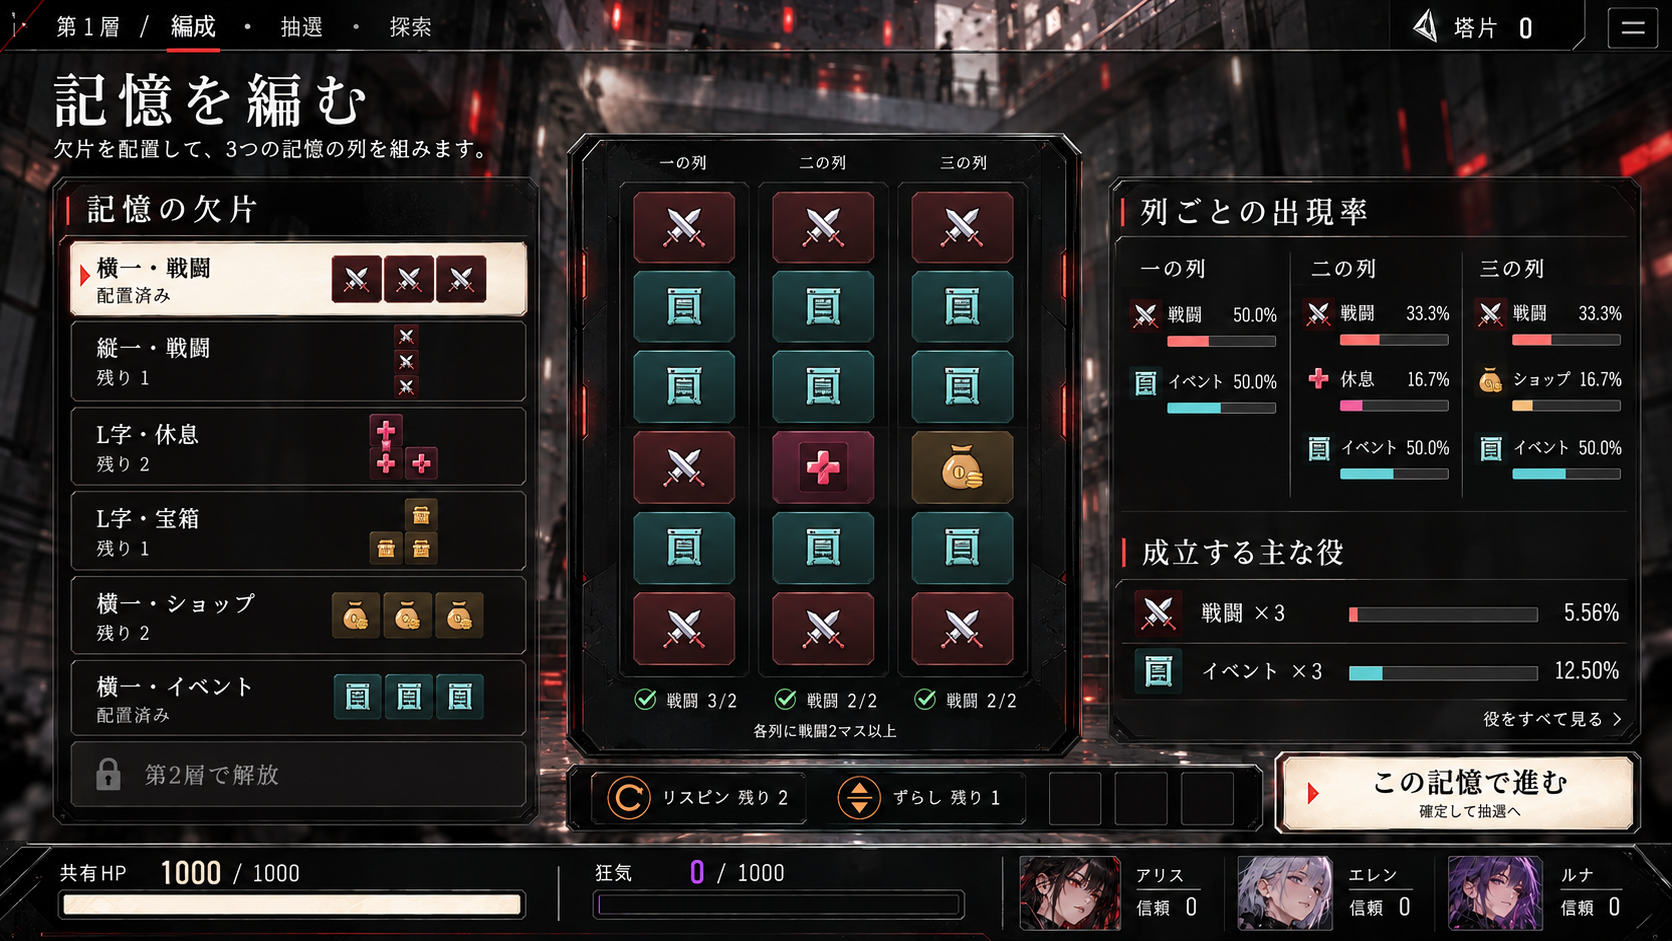 第1層 / 編成 ・ 抽選 ・ 探索
塔片 0
記憶を編む
欠片を配置して、3つの記憶の列を組みます。
記憶の欠片
横一・戦闘
配置済み
縦一・戦闘
残り 1
L字・休息
残り 2
L字・宝箱
残り 1
横一・ショップ
残り 2
横一・イベント
配置済み
第2層で解放
一の列 二の列 三の列
戦闘 3/2 戦闘 2/2 戦闘 2/2
各列に戦闘2マス以上
リスピン 残り 2 ずらし 残り 1
列ごとの出現率
一の列
戦闘 50.0%
イベント 50.0%
二の列
戦闘 33.3%
休息 16.7%
イベント 50.0%
三の列
戦闘 33.3%
ショップ 16.7%
イベント 50.0%
成立する主な役
戦闘 ×3 5.56%
イベント ×3 12.50%
役をすべて見る >
この記憶で進む
確定して抽選へ
共有HP 1000 / 1000
狂気 0 / 1000
アリス
信頼 0
エレン
信頼 0
ルナ
信頼 0